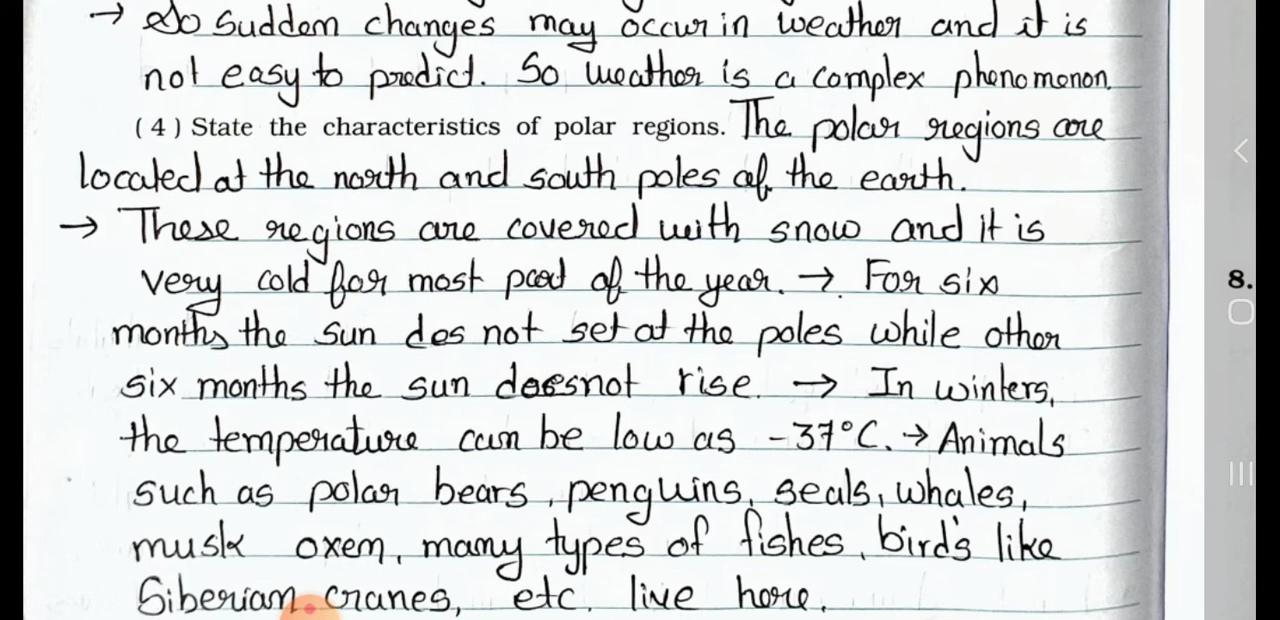 → So Suddem changes may occur in weather and it is
not easy to predict. So weather is a complex phenomenon.
(4) State the characteristics of polar regions. The polar regions are
located at the north and south poles of the earth.
→ These regions are covered with snow and it is
very cold for most part of the year. → For six
months the sun des not set at the poles while other
six months the sun doesnot rise. → In winters,
the temperature can be low as -37°C. → Animals
such as polar bears, penguins, seals, whales,
musk oxen, many types of fishes, bird's like
Siberian cranes, etc. live here.
8.